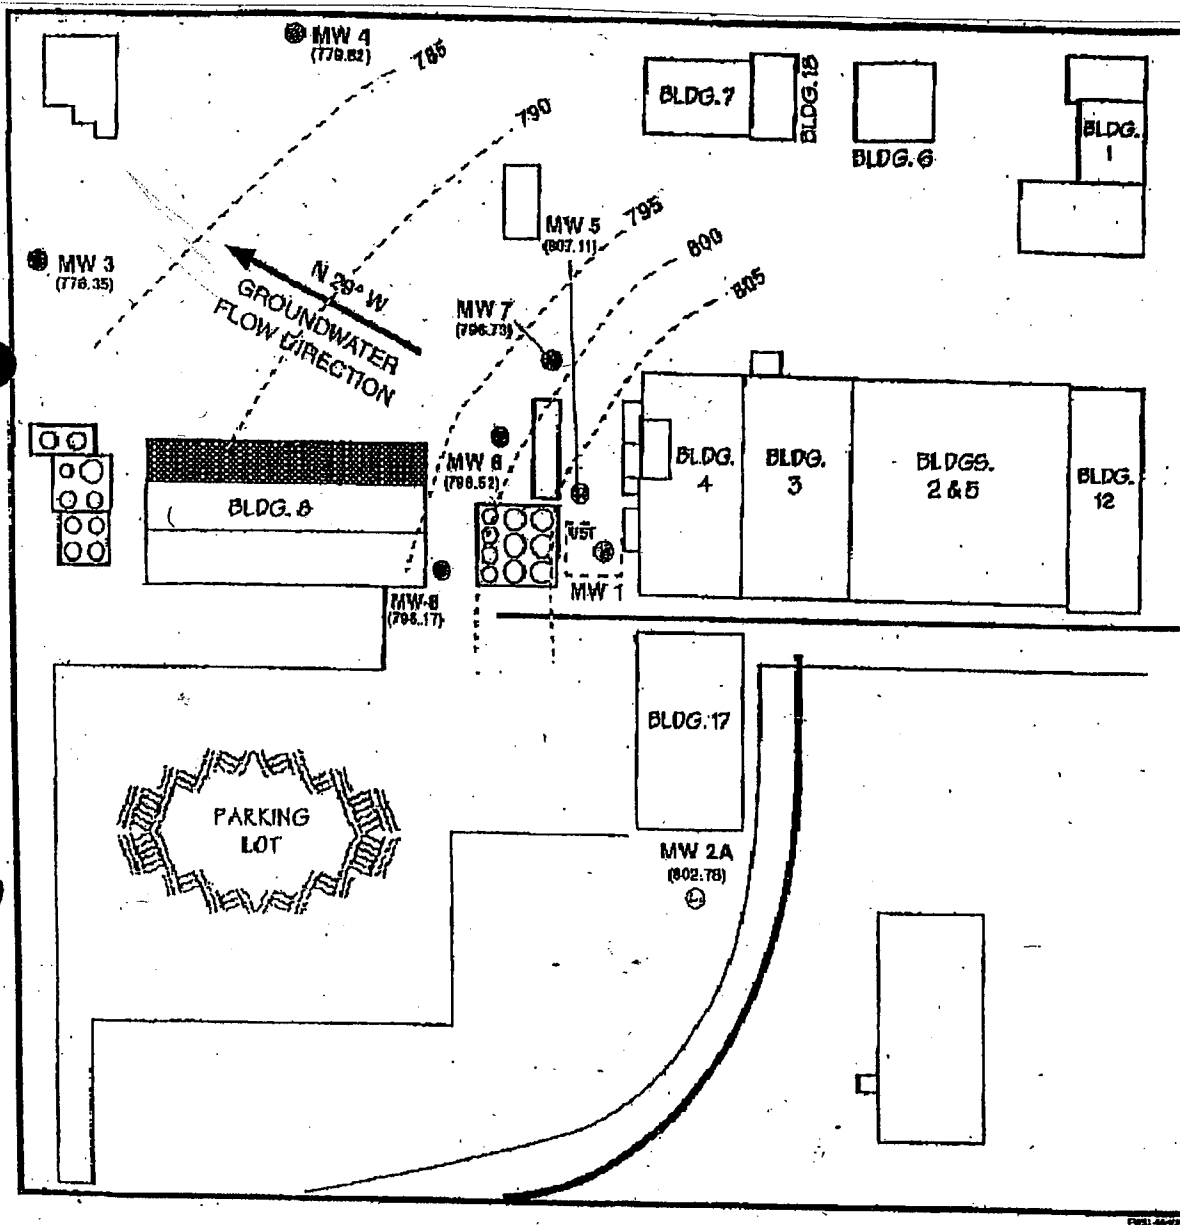 MW 4
(779.82)
785
790
BLDG. 7
BLDG. 18
BLDG. 6
BLDG.
1
MW 3
(776.35)
N 29° W
GROUNDWATER
FLOW DIRECTION
MW 5
(807.11)
795
800
805
MW 7
(796.73)
MW 6
(796.52)
BLDG. 8
BLDG.
4
BLDG.
3
BLDGS.
2 & 5
BLDG.
12
UST
MW 1
MW-8
BLDG. 17
PARKING
LOT
MW 2A
(802.78)